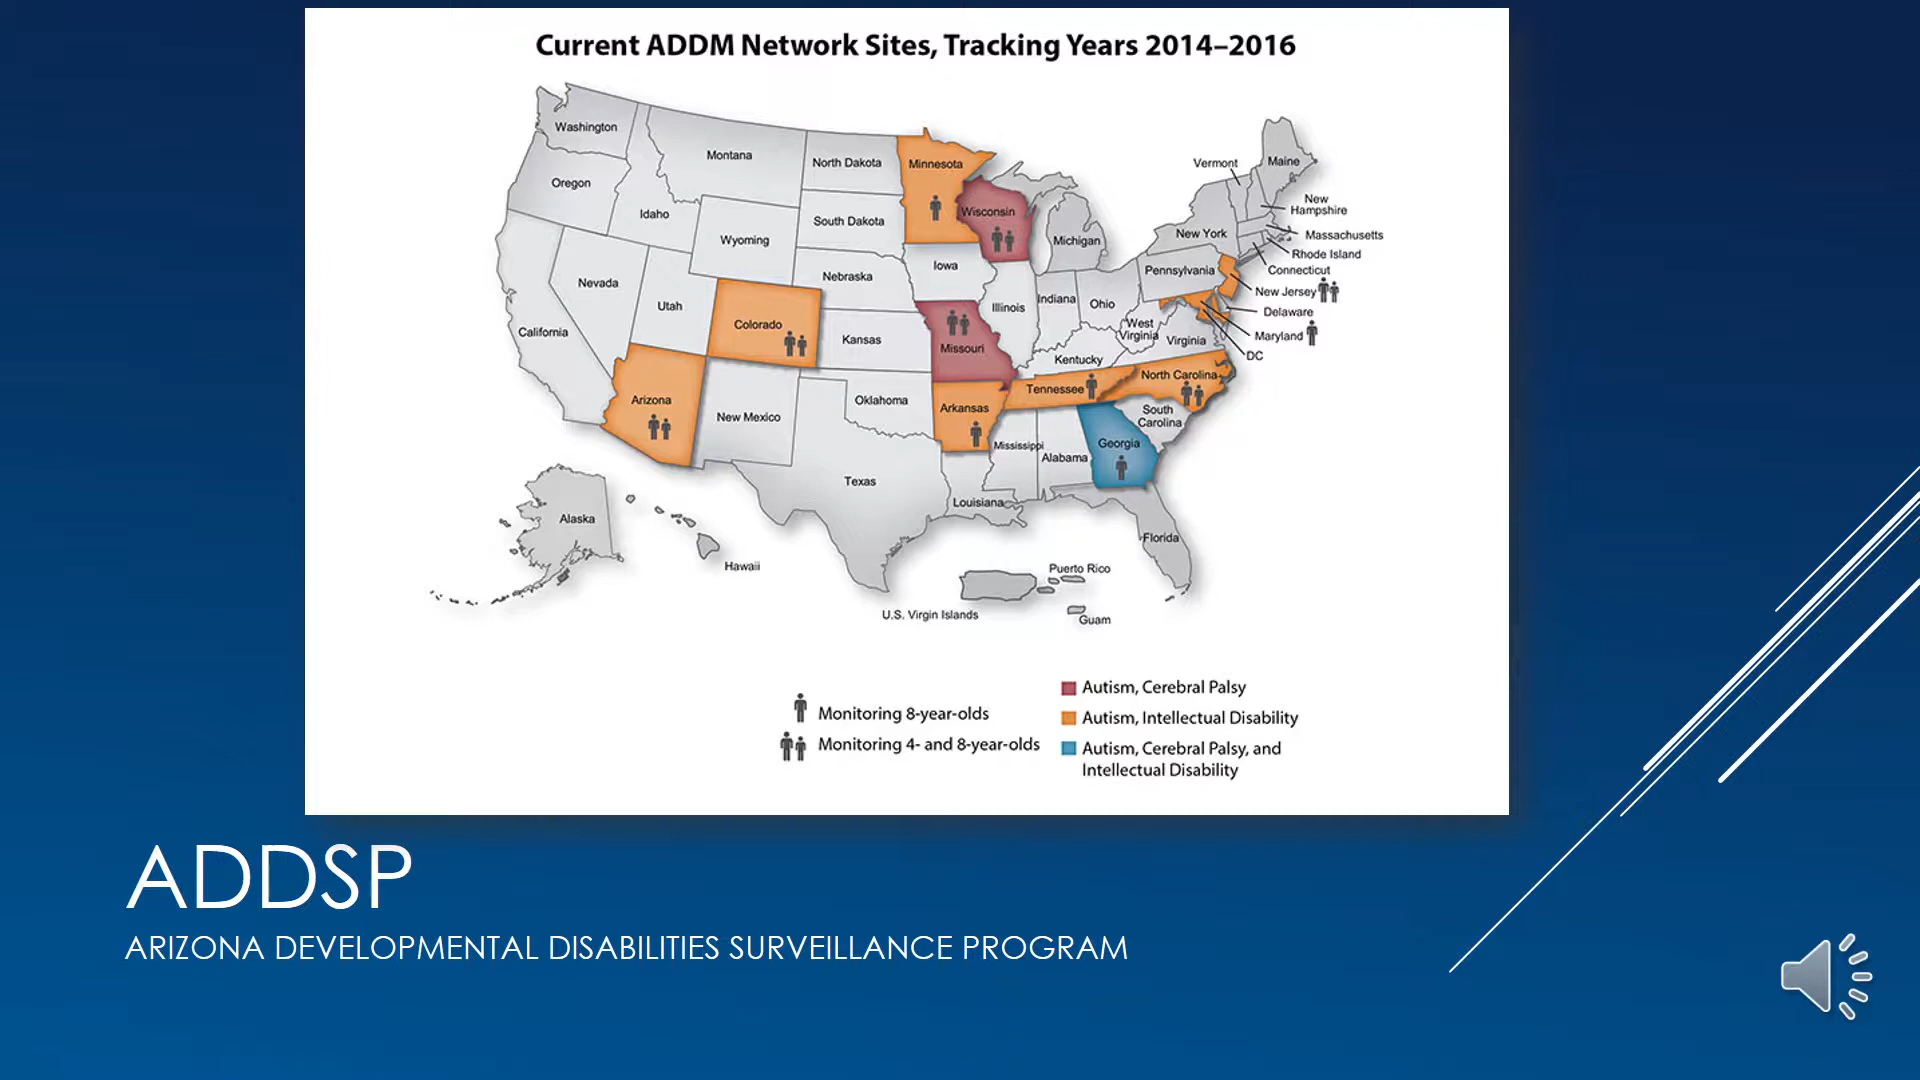 Current ADDM Network Sites, Tracking Years 2014–2016
Washington
Montana
North Dakota
Minnesota
Vermont
Maine
Oregon
Idaho
South Dakota
Wisconsin
New
Hampshire
Wyoming
Michigan
New York
Massachusetts
Rhode Island
Nebraska
Iowa
Pennsylvania
Connecticut
Nevada
Utah
Illinois
Indiana
Ohio
New Jersey
Delaware
California
Colorado
Kansas
Missouri
West
Virginia
Virginia
Maryland
DC
Kentucky
Arizona
New Mexico
Oklahoma
Arkansas
Tennessee
North Carolina
South
Carolina
Mississippi
Alabama
Georgia
Texas
Louisiana
Florida
Alaska
Hawaii
Puerto Rico
U.S. Virgin Islands
Guam
Monitoring 8-year-olds
Monitoring 4- and 8-year-olds
Autism, Cerebral Palsy
Autism, Intellectual Disability
Autism, Cerebral Palsy, and
Intellectual Disability
ADDSP
ARIZONA DEVELOPMENTAL DISABILITIES SURVEILLANCE PROGRAM